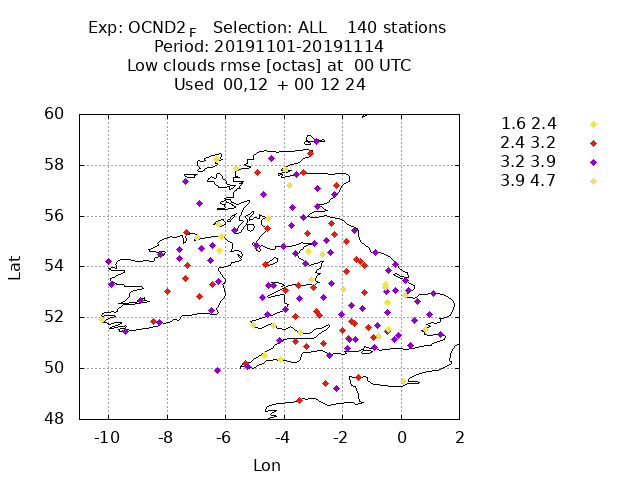 Exp: OCND2 F Selection: ALL 140 stations
Period: 20191101-20191114
Low clouds rmse [octas] at 00 UTC
Used 00,12 + 00 12 24
1.6 2.4
2.4 3.2
3.2 3.9
3.9 4.7
60
58
56
54
52
50
48
Lat
-10 -8 -6 -4 -2 0 2
Lon